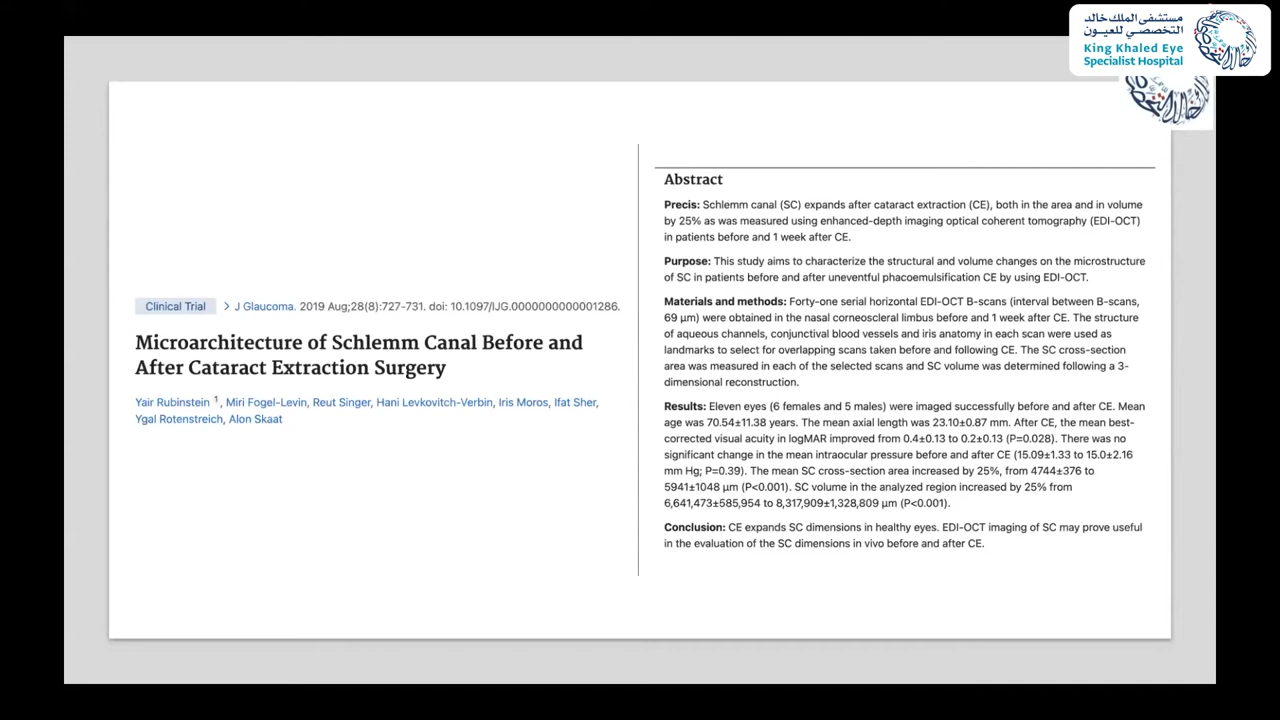 مستشفى الملك خالد
التخصصي للعيون
King Khaled Eye
Specialist Hospital
Clinical Trial > J Glaucoma. 2019 Aug;28(8):727-731. doi: 10.1097/IJG.0000000000001286.
Microarchitecture of Schlemm Canal Before and
After Cataract Extraction Surgery
Yair Rubinstein 1, Miri Fogel-Levin, Reut Singer, Hani Levkovitch-Verbin, Iris Moros, Ifat Sher,
Ygal Rotenstreich, Alon Skaat
Abstract
Precis: Schlemm canal (SC) expands after cataract extraction (CE), both in the area and in volume
by 25% as was measured using enhanced-depth imaging optical coherent tomography (EDI-OCT)
in patients before and 1 week after CE.
Purpose: This study aims to characterize the structural and volume changes on the microstructure
of SC in patients before and after uneventful phacoemulsification CE by using EDI-OCT.
Materials and methods: Forty-one serial horizontal EDI-OCT B-scans (interval between B-scans,
69 μm) were obtained in the nasal corneoscleral limbus before and 1 week after CE. The structure
of aqueous channels, conjunctival blood vessels and iris anatomy in each scan were used as
landmarks to select for overlapping scans taken before and following CE. The SC cross-section
area was measured in each of the selected scans and SC volume was determined following a 3-
dimensional reconstruction.
Results: Eleven eyes (6 females and 5 males) were imaged successfully before and after CE. Mean
age was 70.54±11.38 years. The mean axial length was 23.10±0.87 mm. After CE, the mean best-
corrected visual acuity in logMAR improved from 0.4±0.13 to 0.2±0.13 (P=0.028). There was no
significant change in the mean intraocular pressure before and after CE (15.09±1.33 to 15.0±2.16
mm Hg; P=0.39). The mean SC cross-section area increased by 25%, from 4744±376 to
5941±1048 μm (P<0.001). SC volume in the analyzed region increased by 25% from
6,641,473±585,954 to 8,317,909±1,328,809 μm (P<0.001).
Conclusion: CE expands SC dimensions in healthy eyes. EDI-OCT imaging of SC may prove useful
in the evaluation of the SC dimensions in vivo before and after CE.